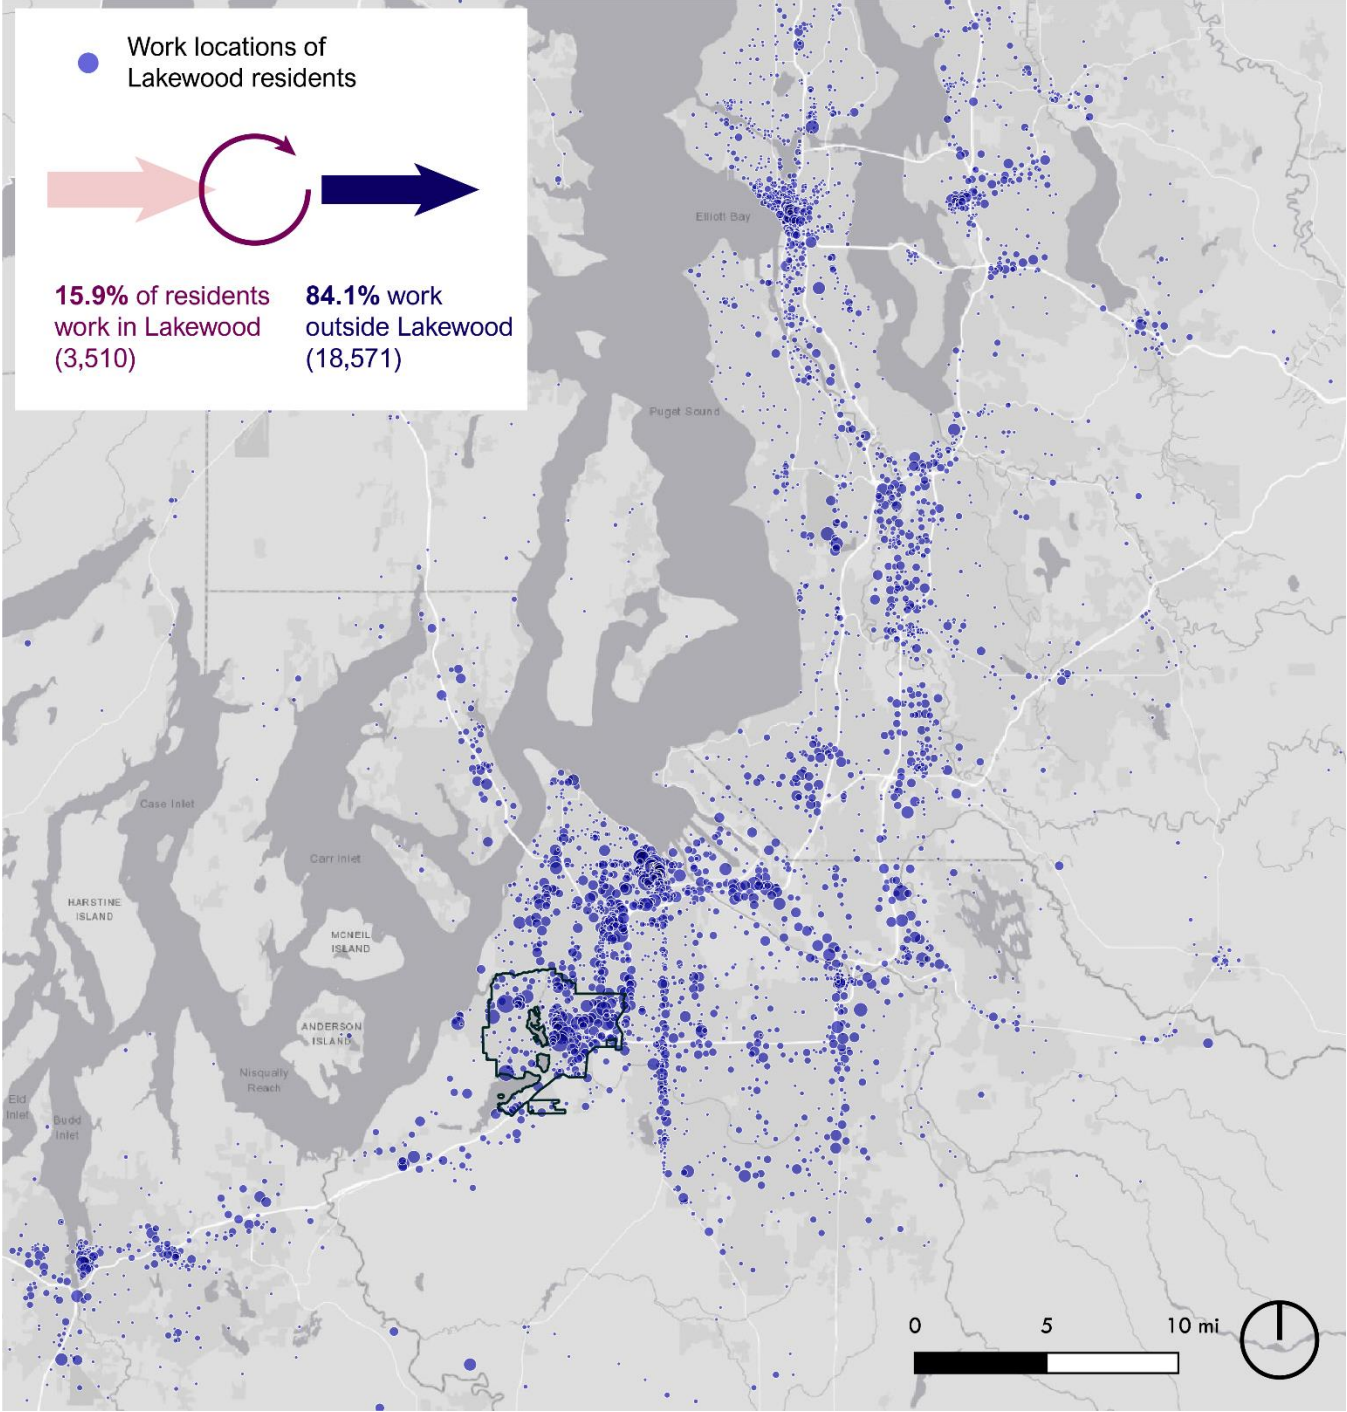 Work locations of
Lakewood residents
15.9% of residents
work in Lakewood
(3,510)
84.1% work
outside Lakewood
(18,571)
Elliott Bay
Puget Sound
Case Inlet
Carr Inlet
HARSTINE
ISLAND
MCNEIL
ISLAND
ANDERSON
ISLAND
Nisqually
Reach
Eld
Inlet
Budd
Inlet
0 5 10 mi